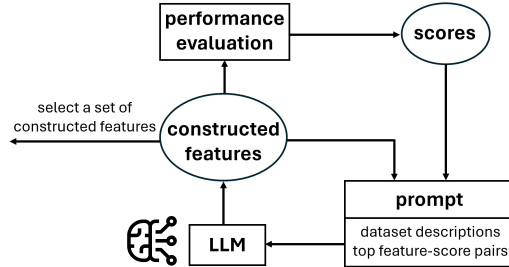 performance
evaluation
scores
select a set of
constructed features
constructed
features
prompt
dataset descriptions
top feature-score pairs
LLM